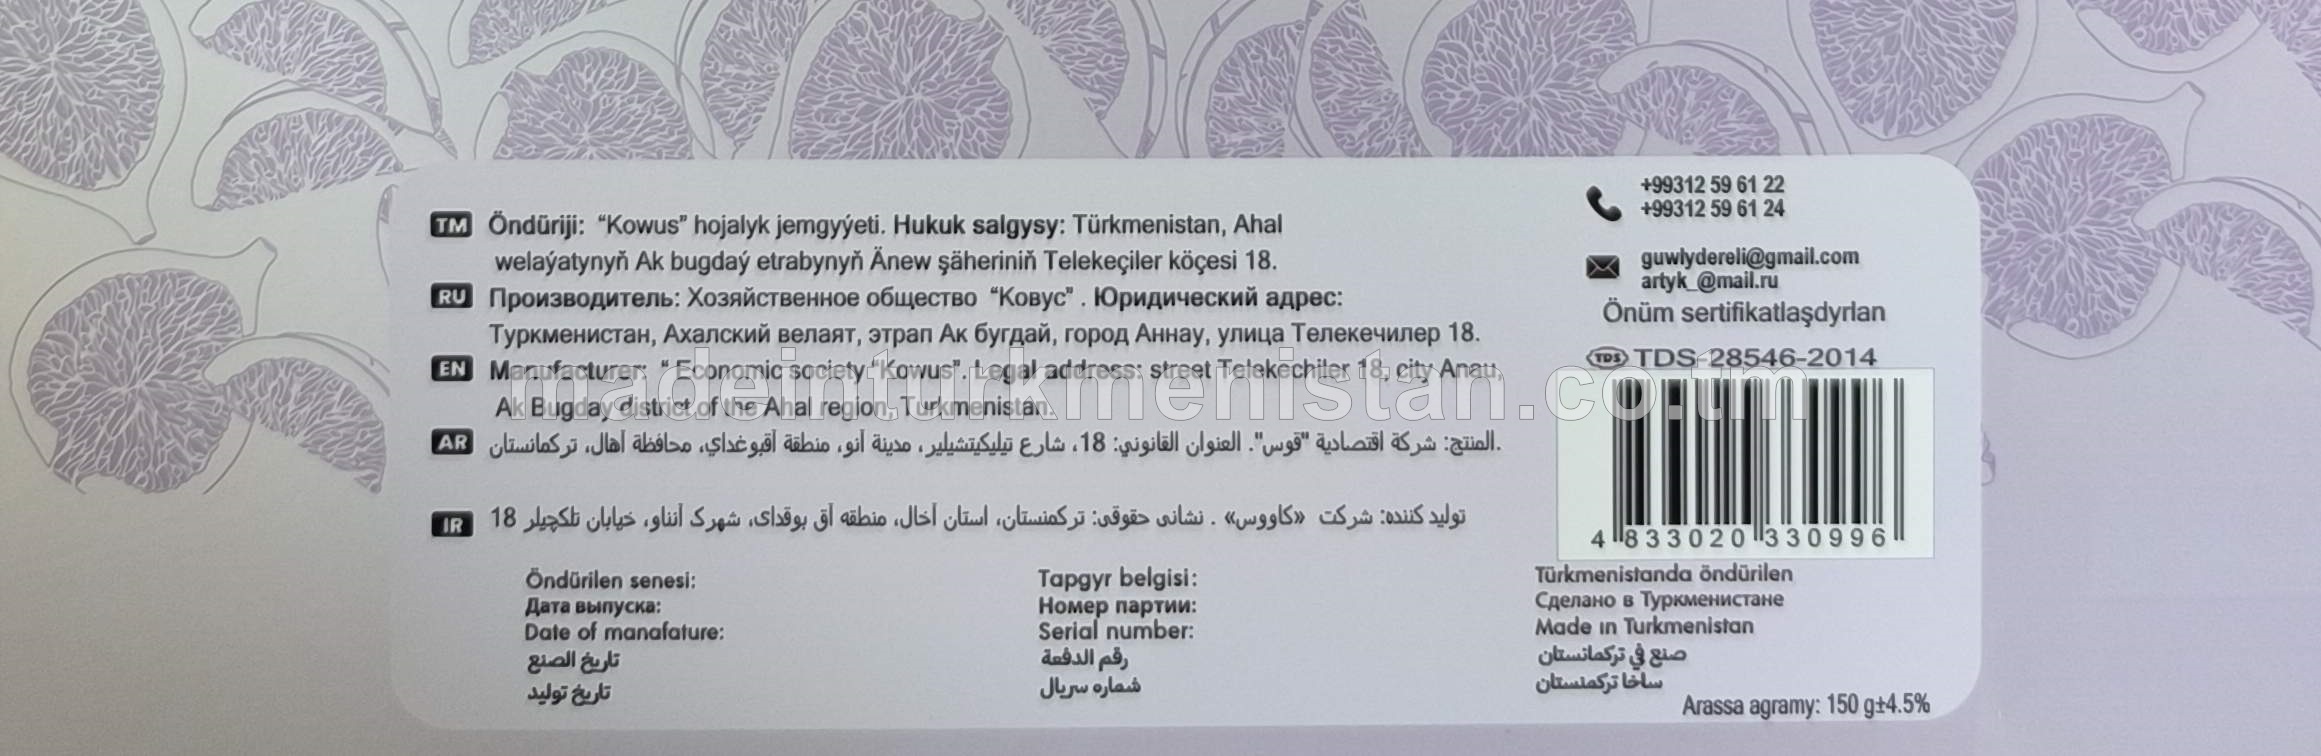 TM Öndüriji: “Kowus” hojalyk jemgyýeti. Hukuk salgysy: Türkmenistan, Ahal
welaýatynyň Ak bugdaý etrabynyň Änew şäheriniň Telekeçiler köçesi 18.
RU Производитель: Хозяйственное общество “Ковус” . Юридический адрес:
Туркменистан, Ахалский велаят, этрап Ак бугдай, город Аннау, улица Телекечилер 18.
EN Manufacturer: “ Economic society “Kowus”. Legal address: street Telekechiler 18, city Anau,
Ak Bugday district of the Ahal region, Turkmenistan.
AR المنتج: شركة اقتصادية "قوس". العنوان القانوني: 18، شارع تيليكيتشيلير، مدينة آنو، منطقة آقبوغداي، محافظة آهال، تركمانستان.
IR تولید کننده: شرکت «کاووس» . نشانی حقوقی: ترکمنستان، استان آخال، منطقه آق بوقدای، شهرک آنناو، خیابان تلکچیلر 18
+99312 59 61 22
+99312 59 61 24
guwlydereli@gmail.com
artyk_@mail.ru
Önüm sertifikatlaşdyrlan
TDS TDS-28546-2014
madeinturkmenistan.co.tm
4 833020 330996
Öndürilen senesi:
Дата выпуска:
Date of manafature:
تاريخ الصنع
تاریخ تولید
Tapgyr belgisi:
Номер партии:
Serial number:
رقم الدفعة
شماره سریال
Türkmenistanda öndürilen
Сделано в Туркменистане
Made in Turkmenistan
صنع في تركمانستان
ساخا ترکمنستان
Arassa agramy: 150 g±4.5%